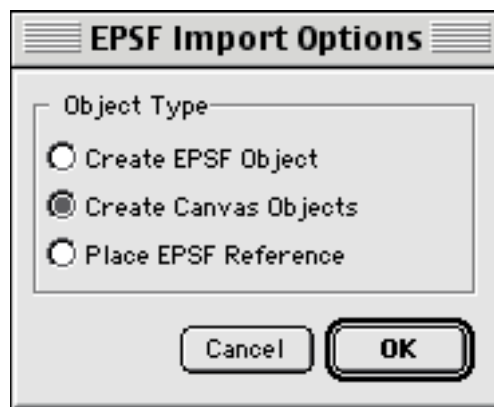 EPSF Import Options
Object Type
Create EPSF Object
Create Canvas Objects
Place EPSF Reference
Cancel OK